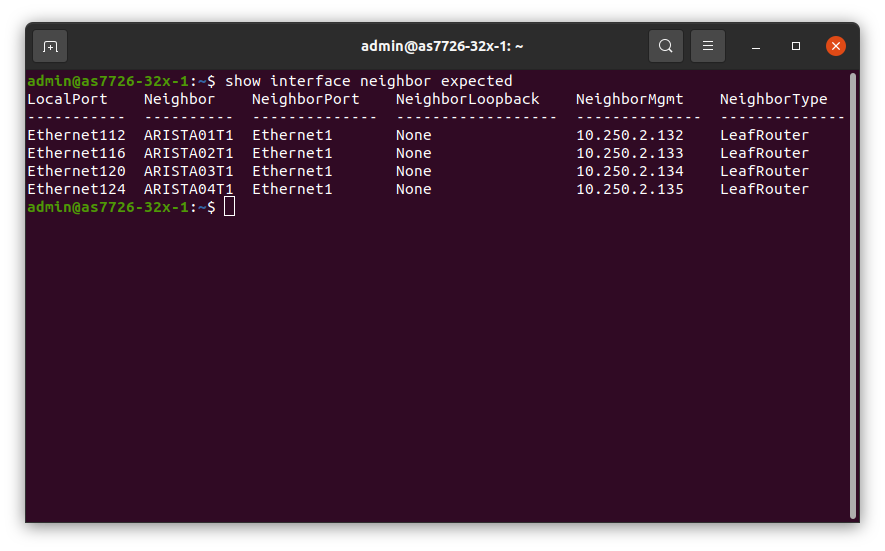 admin@as7726-32x-1: ~
admin@as7726-32x-1:~$ show interface neighbor expected
LocalPort    Neighbor    NeighborPort    NeighborLoopback    NeighborMgmt    NeighborType
-----------  ----------  --------------  ------------------  --------------  --------------
Ethernet112  ARISTA01T1  Ethernet1       None                10.250.2.132    LeafRouter
Ethernet116  ARISTA02T1  Ethernet1       None                10.250.2.133    LeafRouter
Ethernet120  ARISTA03T1  Ethernet1       None                10.250.2.134    LeafRouter
Ethernet124  ARISTA04T1  Ethernet1       None                10.250.2.135    LeafRouter
admin@as7726-32x-1:~$